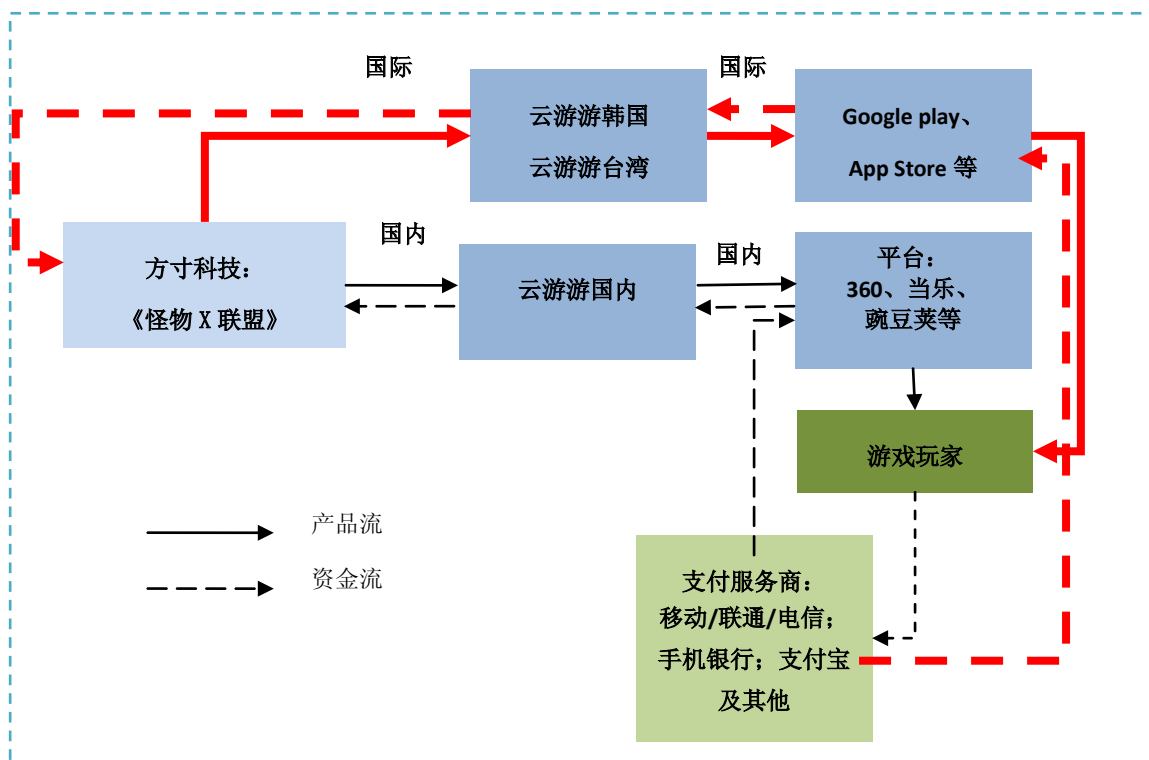 国际
国际
云游游韩国
云游游台湾
Google play、
App Store 等
方寸科技：
《怪物 X 联盟》
国内
云游游国内
国内
平台：
360、当乐、
豌豆荚等
游戏玩家
产品流
资金流
支付服务商：
移动/联通/电信；
手机银行；支付宝
及其他